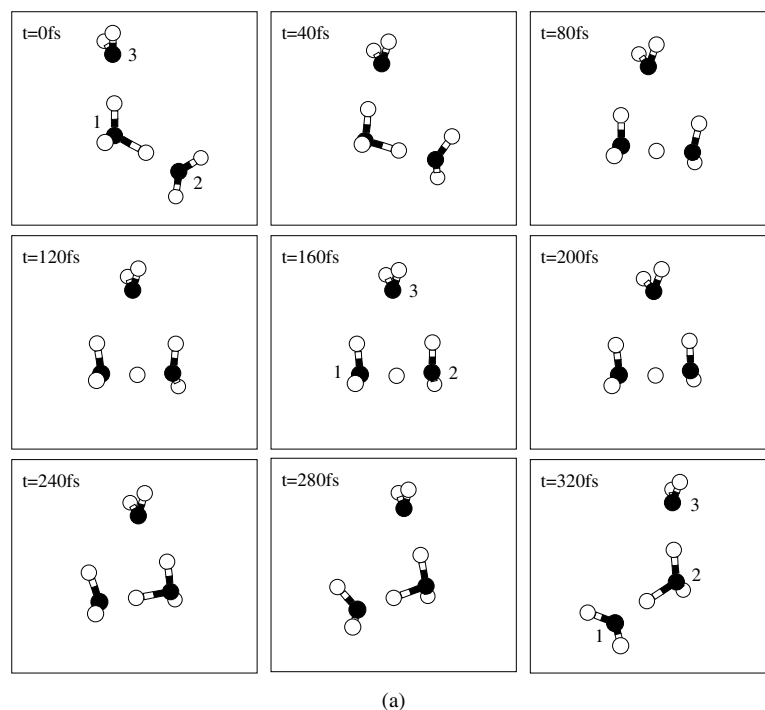 t=0fs
3
1
2
t=40fs
t=80fs
t=120fs
t=160fs
3
1
2
t=200fs
t=240fs
t=280fs
t=320fs
3
2
1
(a)